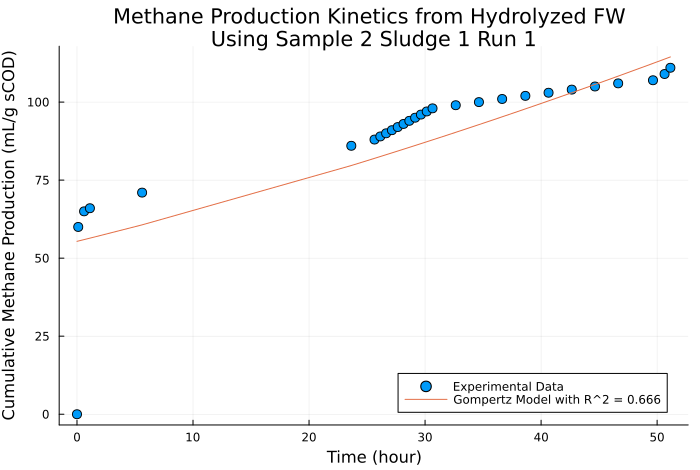 Methane Production Kinetics from Hydrolyzed FW
Using Sample 2 Sludge 1 Run 1
Cumulative Methane Production (mL/g sCOD)
100
75
50
25
0
0 10 20 30 40 50
Time (hour)
Experimental Data
Gompertz Model with R^2 = 0.666